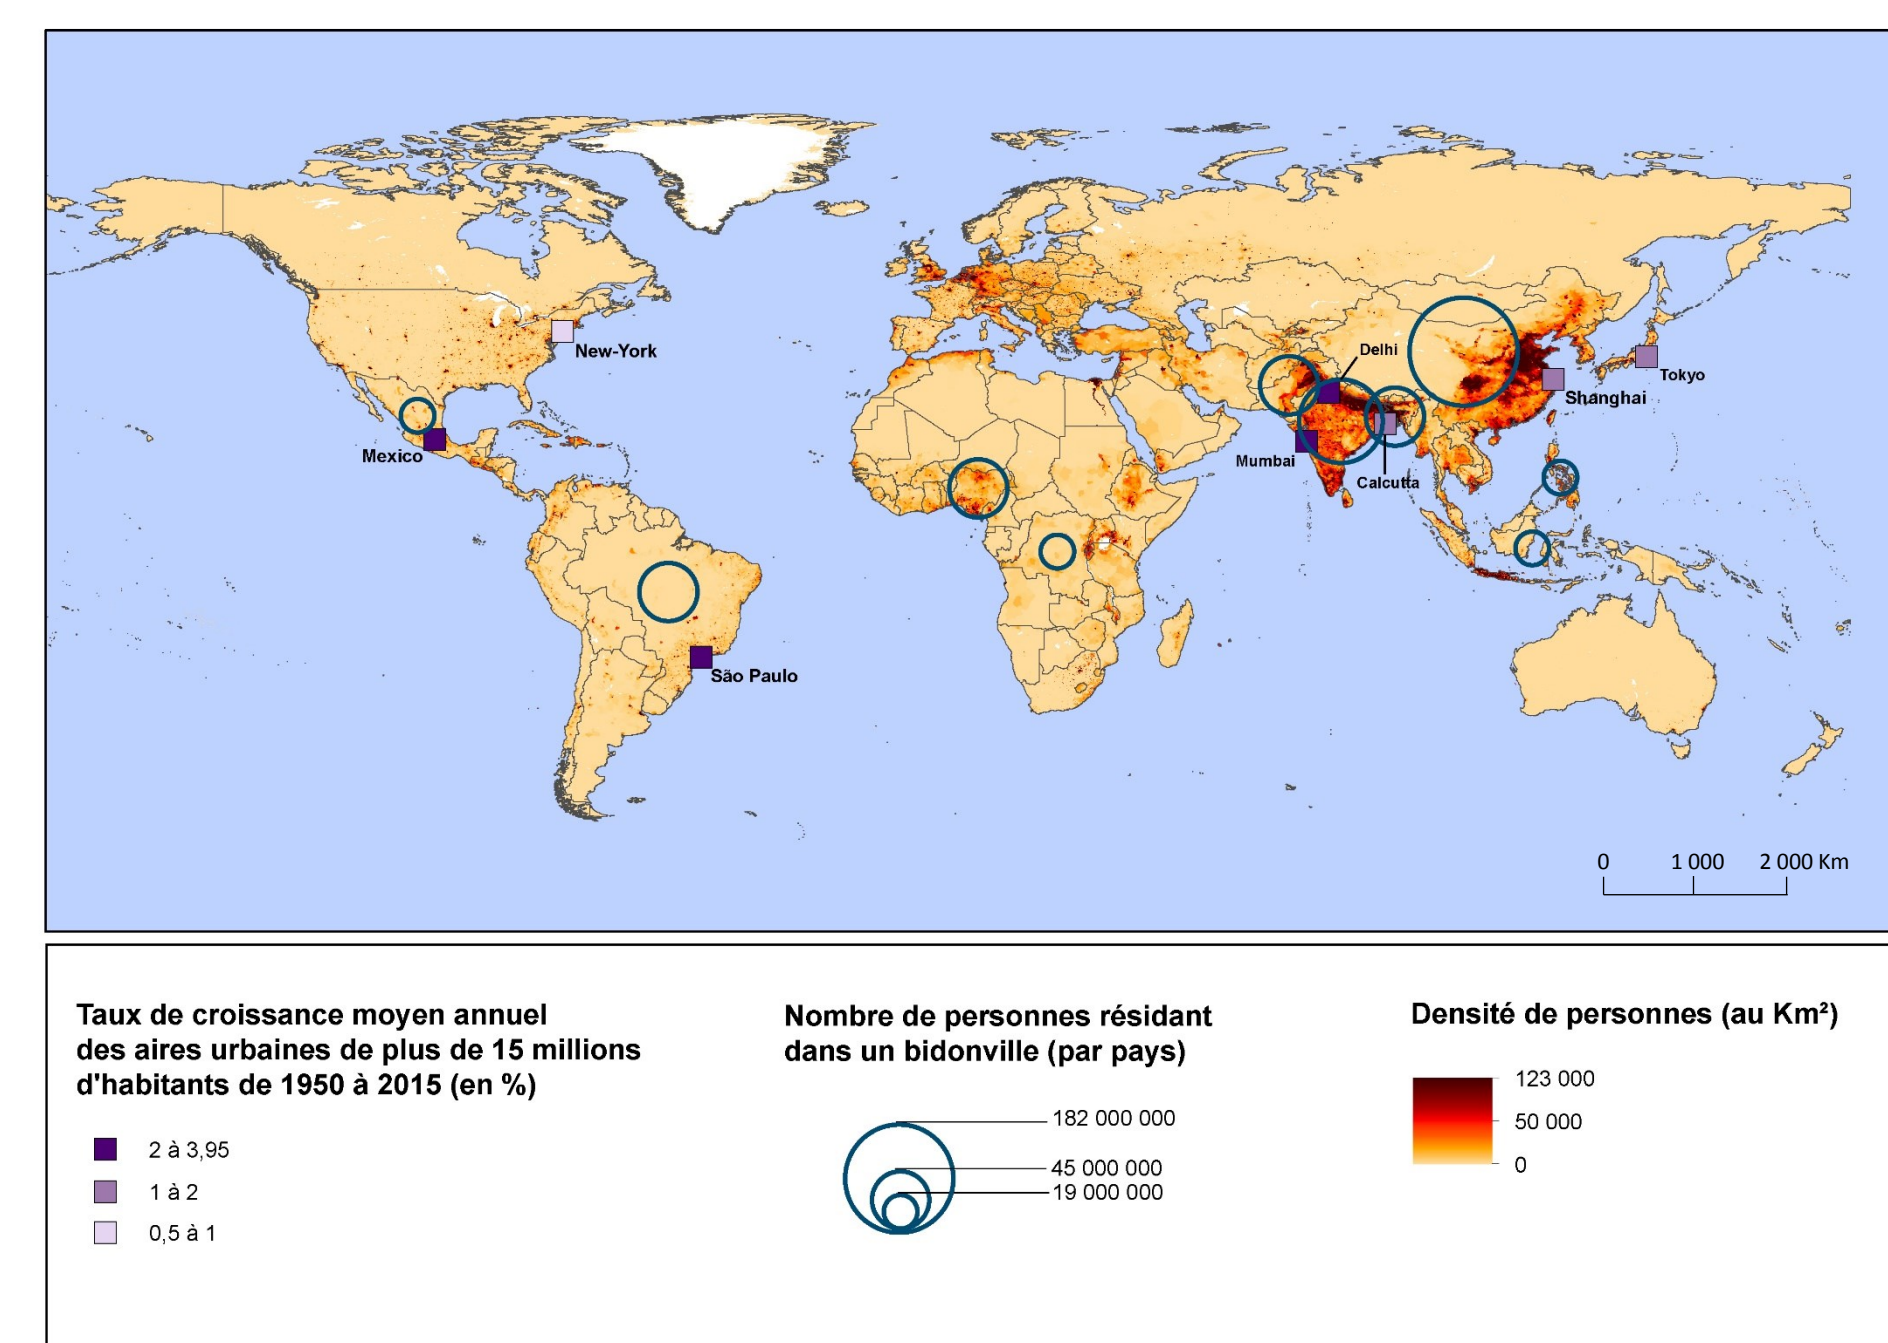 New-York
Delhi
Tokyo
Shanghai
Mexico
Mumbai
Calcutta
São Paulo
0 1 000 2 000 Km
Taux de croissance moyen annuel
des aires urbaines de plus de 15 millions
d'habitants de 1950 à 2015 (en %)
2 à 3,95
1 à 2
0,5 à 1
Nombre de personnes résidant
dans un bidonville (par pays)
182 000 000
45 000 000
19 000 000
Densité de personnes (au Km²)
123 000
50 000
0